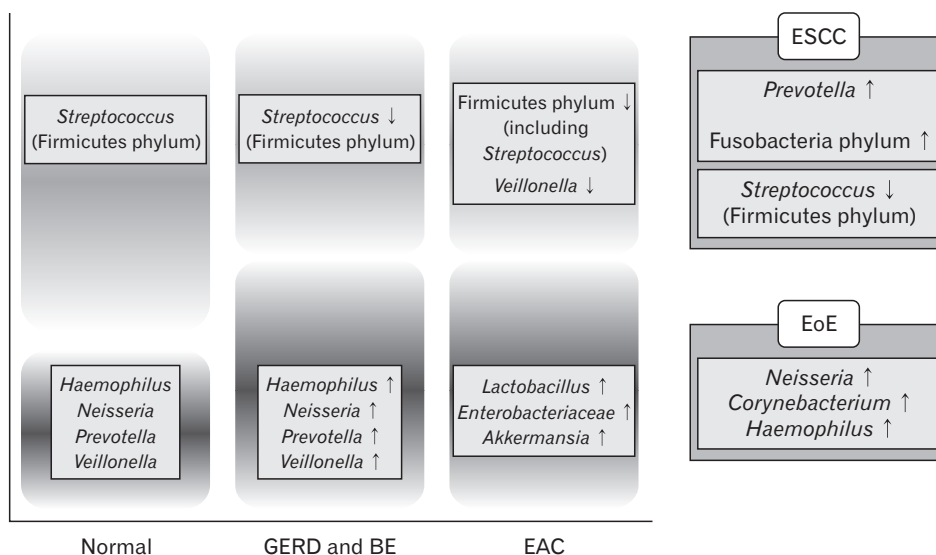 Streptococcus
(Firmicutes phylum)
Haemophilus
Neisseria
Prevotella
Veillonella
Normal
Streptococcus ↓
(Firmicutes phylum)
Haemophilus ↑
Neisseria ↑
Prevotella ↑
Veillonella ↑
GERD and BE
Firmicutes phylum ↓
(including
Streptococcus)
Veillonella ↓
Lactobacillus ↑
Enterobacteriaceae ↑
Akkermansia ↑
EAC
ESCC
Prevotella ↑
Fusobacteria phylum ↑
Streptococcus ↓
(Firmicutes phylum)
EoE
Neisseria ↑
Corynebacterium ↑
Haemophilus ↑